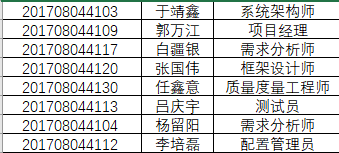 201708044103 于靖鑫 系统架构师
201708044109 郭万江 项目经理
201708044117 白疆银 需求分析师
201708044120 张国伟 框架设计师
201708044130 任鑫意 质量度量工程师
201708044113 吕庆宇 测试员
201708044104 杨留阳 需求分析师
201708044112 李培磊 配置管理员